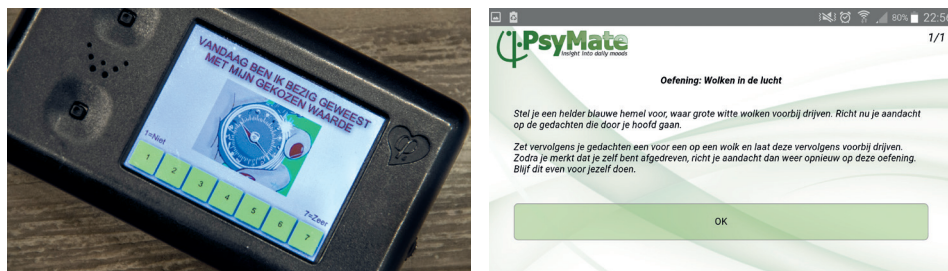 VANDAAG BEN IK BEZIG GEWEEST
MET MIJN GEKOZEN WAARDE
1=Niet
7=Zeer
1
2
3
4
5
6
7
80% 22:56
PsyMate
Insight into daily moods
1/1
Oefening: Wolken in de lucht
Stel je een helder blauwe hemel voor, waar grote witte wolken voorbij drijven. Richt nu je aandacht
op de gedachten die door je hoofd gaan.
Zet vervolgens je gedachten een voor een op een wolk en laat deze vervolgens voorbij drijven.
Zodra je merkt dat je zelf bent afgedreven, richt je aandacht dan weer opnieuw op deze oefening.
Blijf dit even voor jezelf doen.
OK